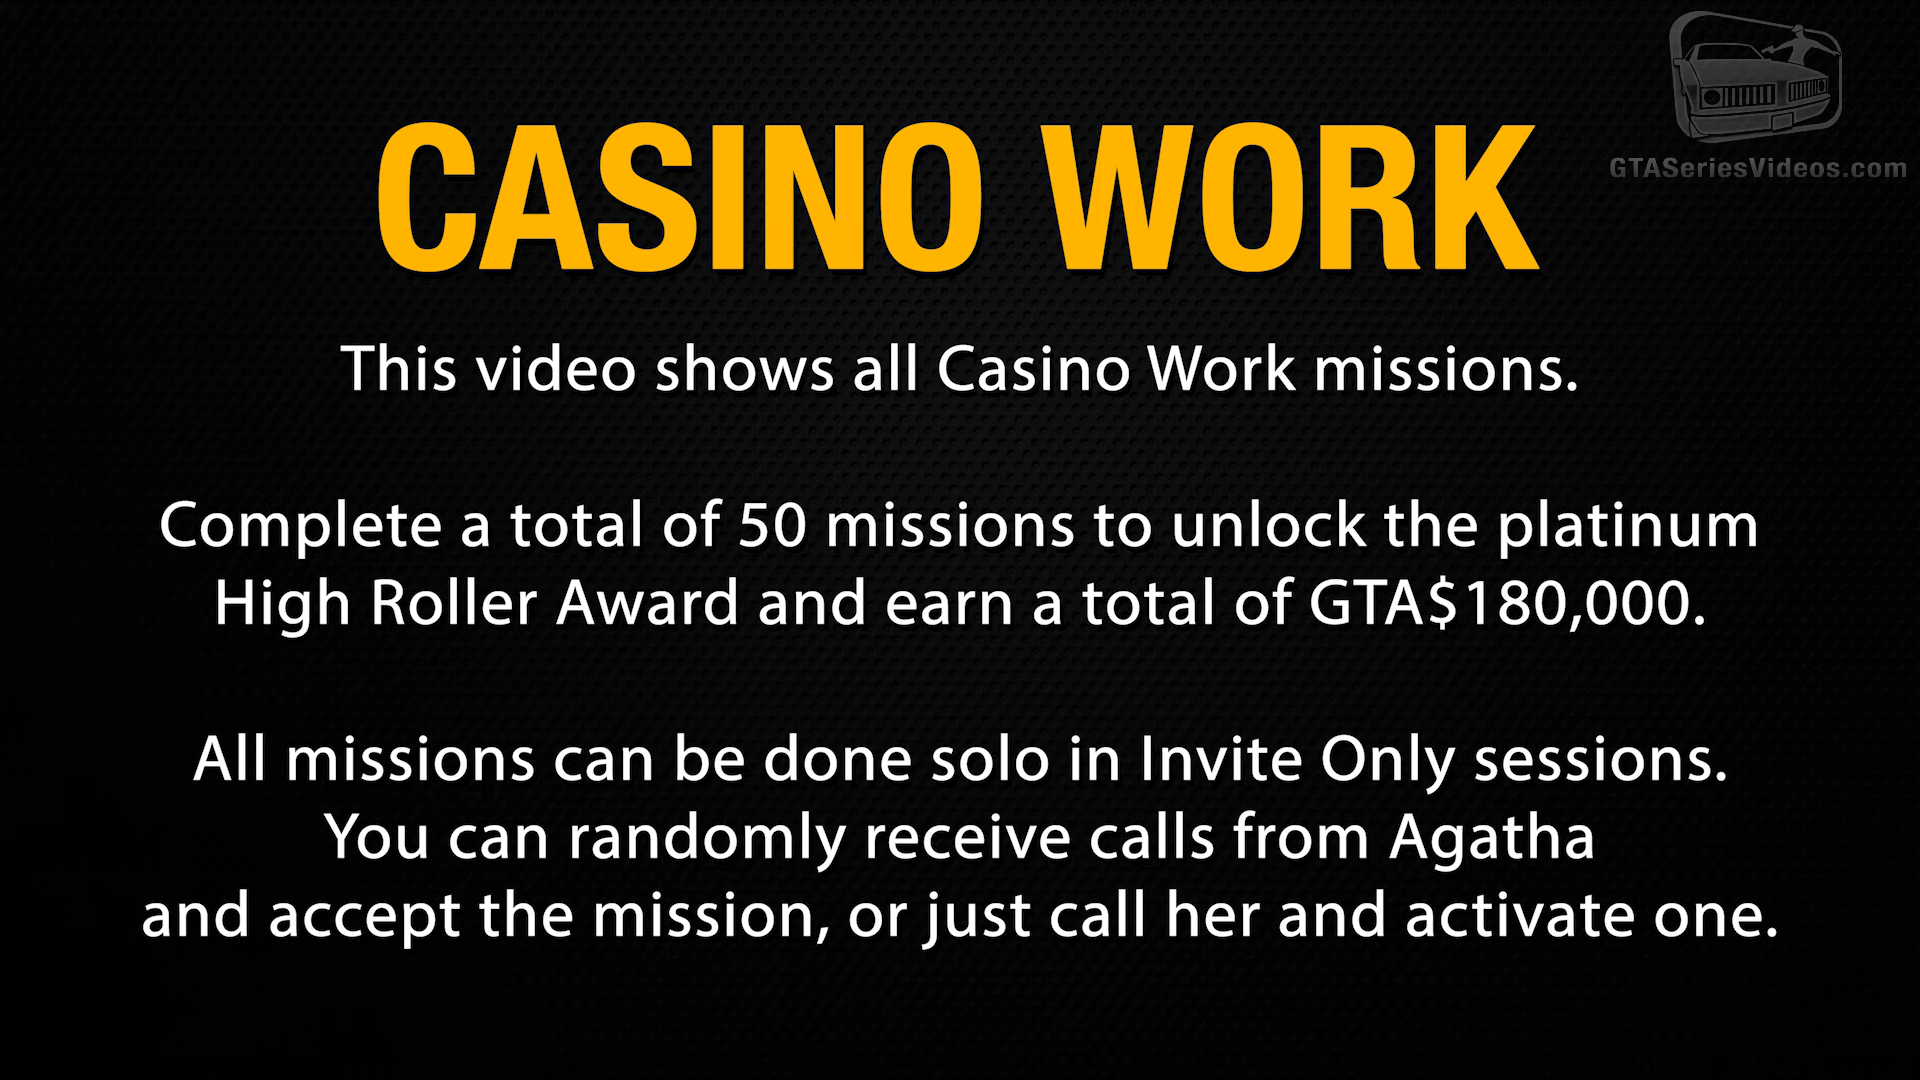 GTASeriesVideos.com
CASINO WORK
This video shows all Casino Work missions.
Complete a total of 50 missions to unlock the platinum
High Roller Award and earn a total of GTA$180,000.
All missions can be done solo in Invite Only sessions.
You can randomly receive calls from Agatha
and accept the mission, or just call her and activate one.